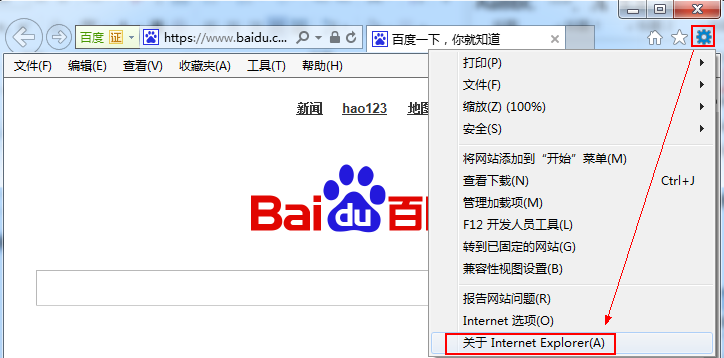 百度 证 https://www.baidu.c... 百度一下，你就知道
文件(F) 编辑(E) 查看(V) 收藏夹(A) 工具(T) 帮助(H)
新闻 hao123 地图
Bai du 百
打印(P)
文件(F)
缩放(Z) (100%)
安全(S)
将网站添加到“开始”菜单(M)
查看下载(N) Ctrl+J
管理加载项(M)
F12 开发人员工具(L)
转到已固定的网站(G)
兼容性视图设置(B)
报告网站问题(R)
Internet 选项(O)
关于 Internet Explorer(A)